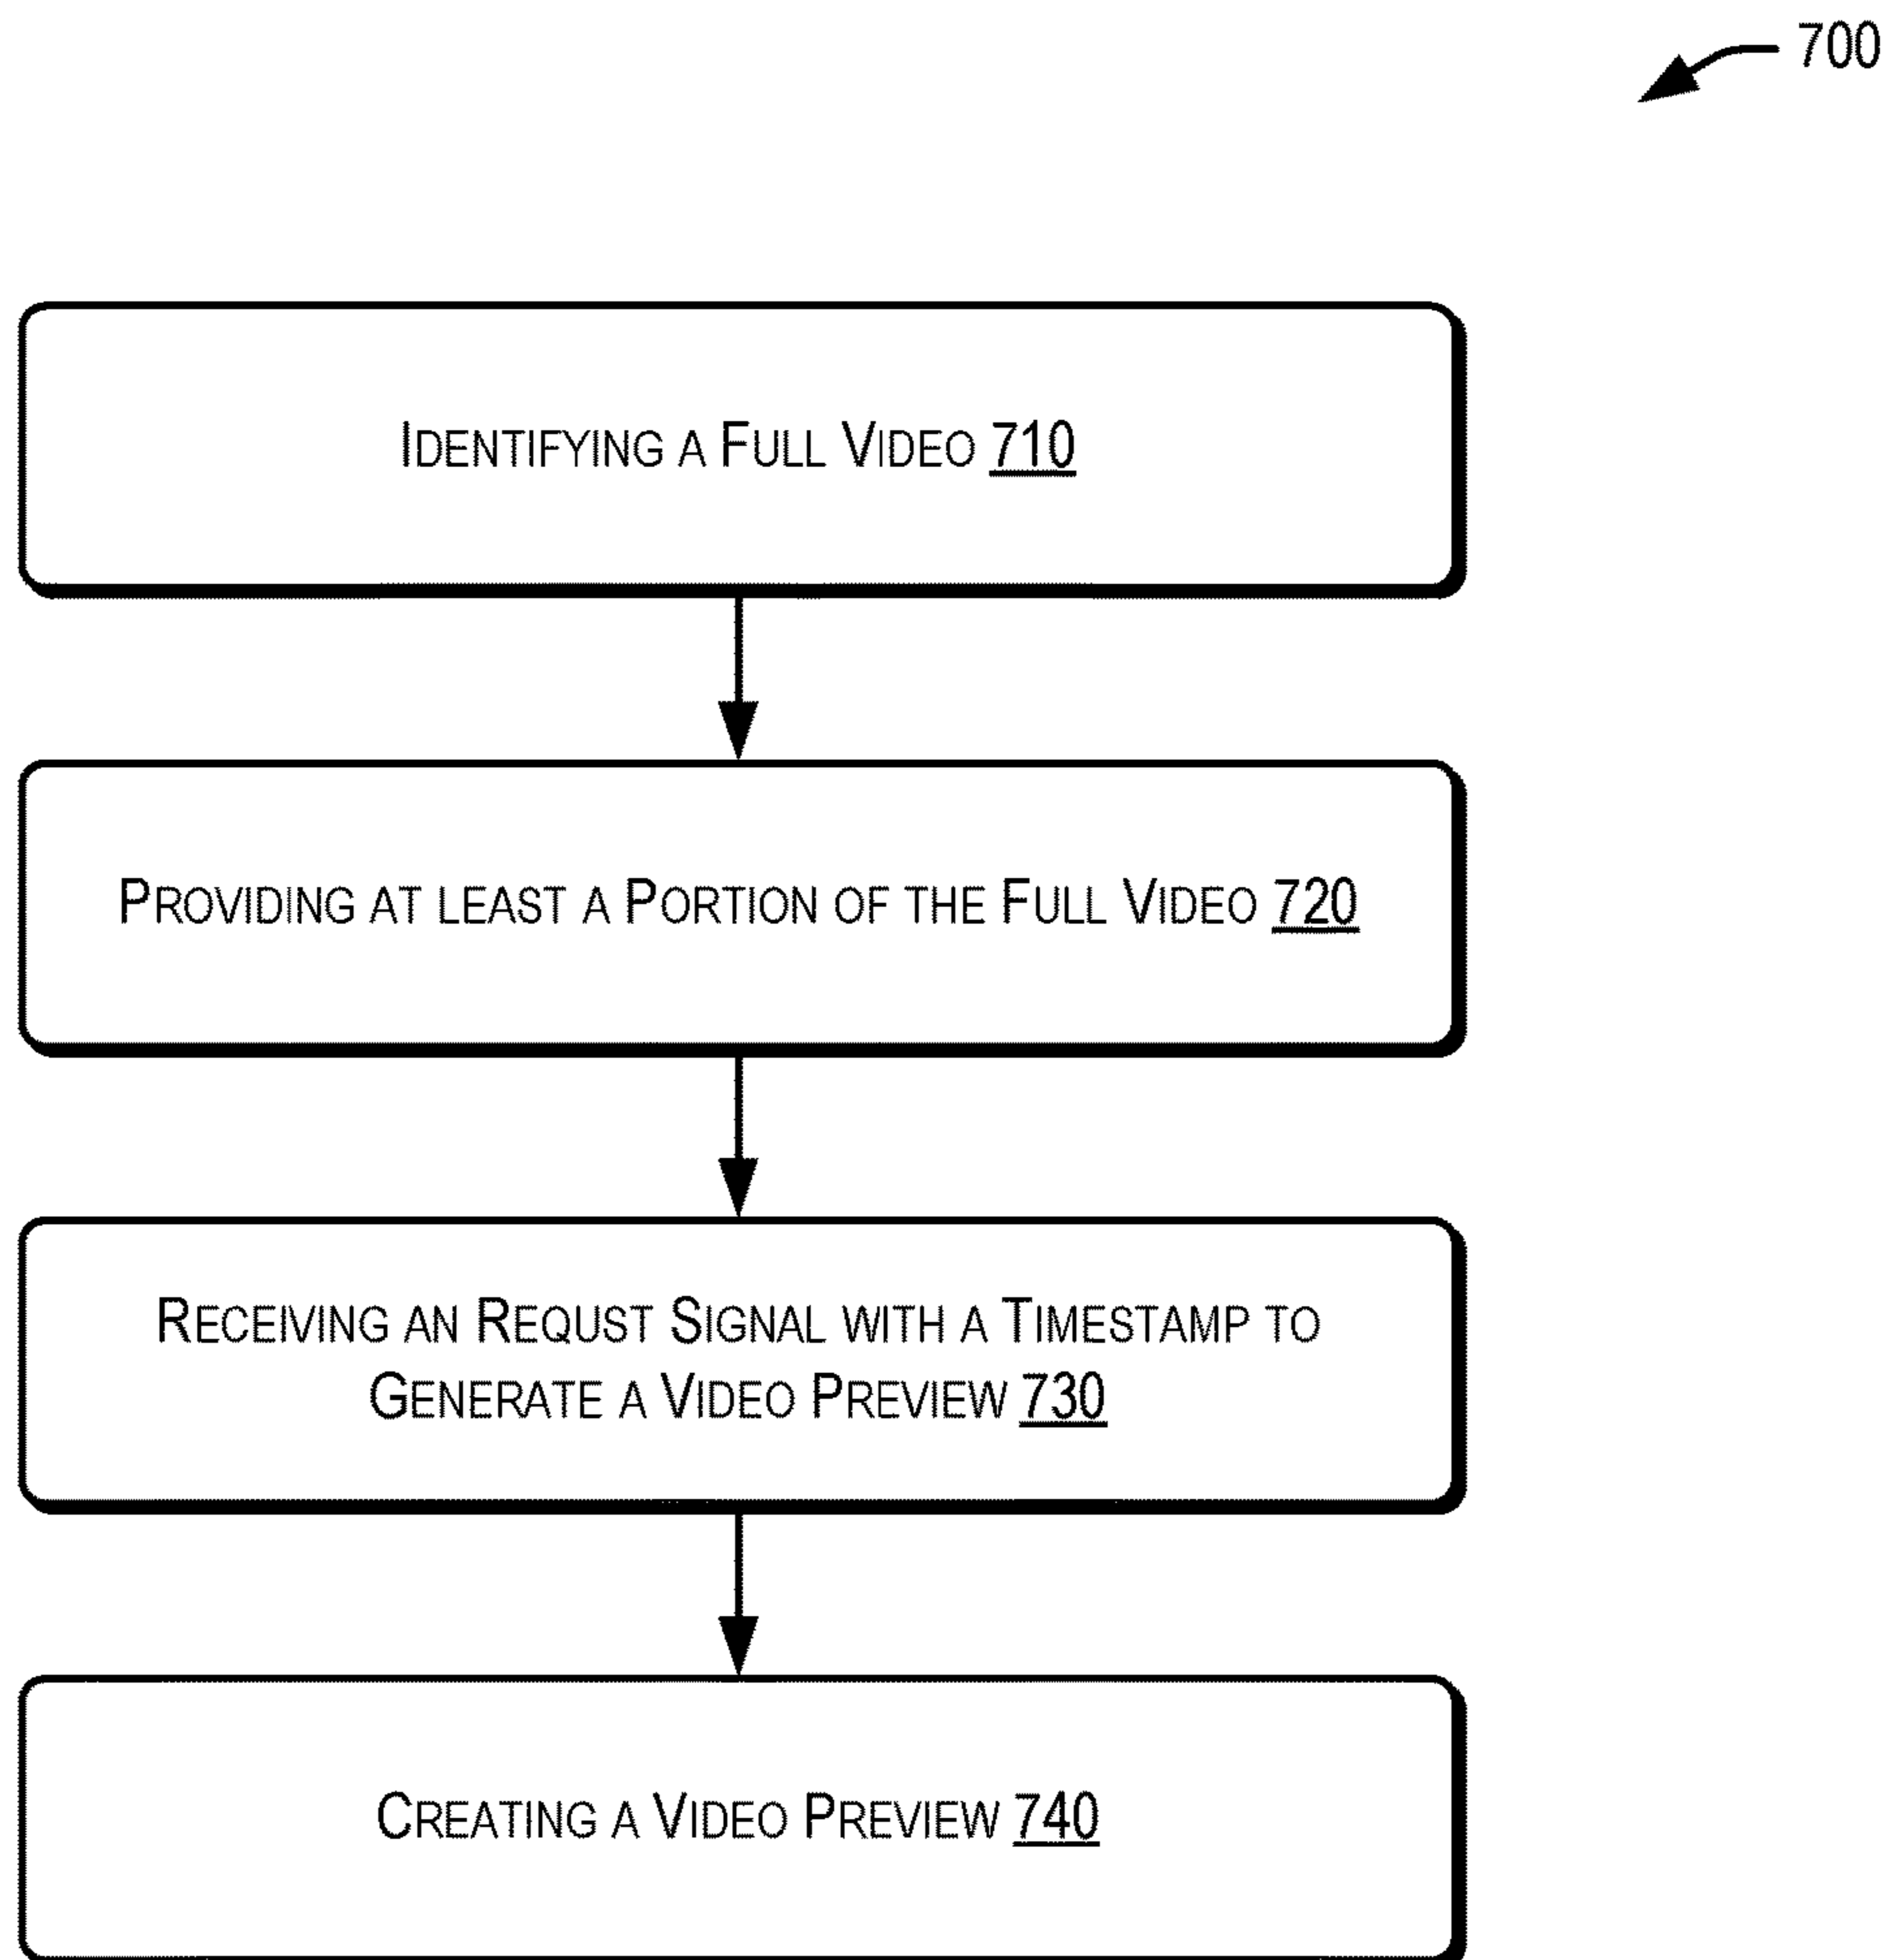 700
IDENTIFYING A FULL VIDEO 710
PROVIDING AT LEAST A PORTION OF THE FULL VIDEO 720
RECEIVING AN REQUST SIGNAL WITH A TIMESTAMP TO
GENERATE A VIDEO PREVIEW 730
CREATING A VIDEO PREVIEW 740